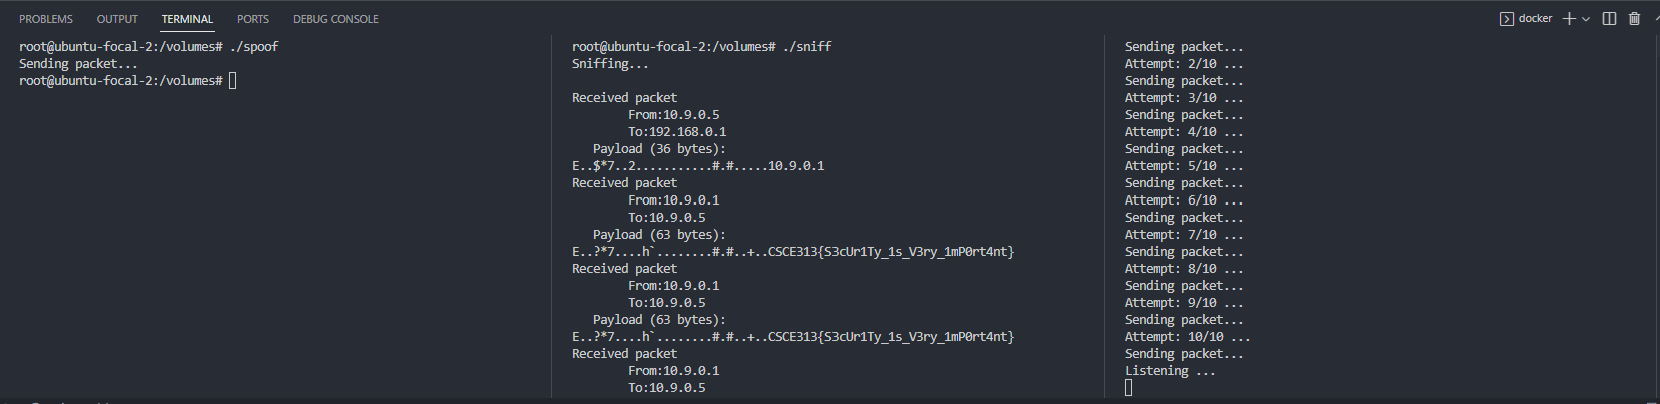 PROBLEMS OUTPUT TERMINAL PORTS DEBUG CONSOLE
docker
root@ubuntu-focal-2:/volumes# ./spoof
Sending packet...
root@ubuntu-focal-2:/volumes#
root@ubuntu-focal-2:/volumes# ./sniff
Sniffing...
Received packet
From:10.9.0.5
To:192.168.0.1
Payload (36 bytes):
E..$*7..2...........#.#.....10.9.0.1
Received packet
From:10.9.0.1
To:10.9.0.5
Payload (63 bytes):
E..?*7....h`........#.#..+..CSCE313{S3cUr1Ty_1s_V3ry_1mP0rt4nt}
Received packet
From:10.9.0.1
To:10.9.0.5
Payload (63 bytes):
E..?*7....h`........#.#..+..CSCE313{S3cUr1Ty_1s_V3ry_1mP0rt4nt}
Received packet
From:10.9.0.1
To:10.9.0.5
Sending packet...
Attempt: 2/10 ...
Sending packet...
Attempt: 3/10 ...
Sending packet...
Attempt: 4/10 ...
Sending packet...
Attempt: 5/10 ...
Sending packet...
Attempt: 6/10 ...
Sending packet...
Attempt: 7/10 ...
Sending packet...
Attempt: 8/10 ...
Sending packet...
Attempt: 9/10 ...
Sending packet...
Attempt: 10/10 ...
Sending packet...
Listening ...